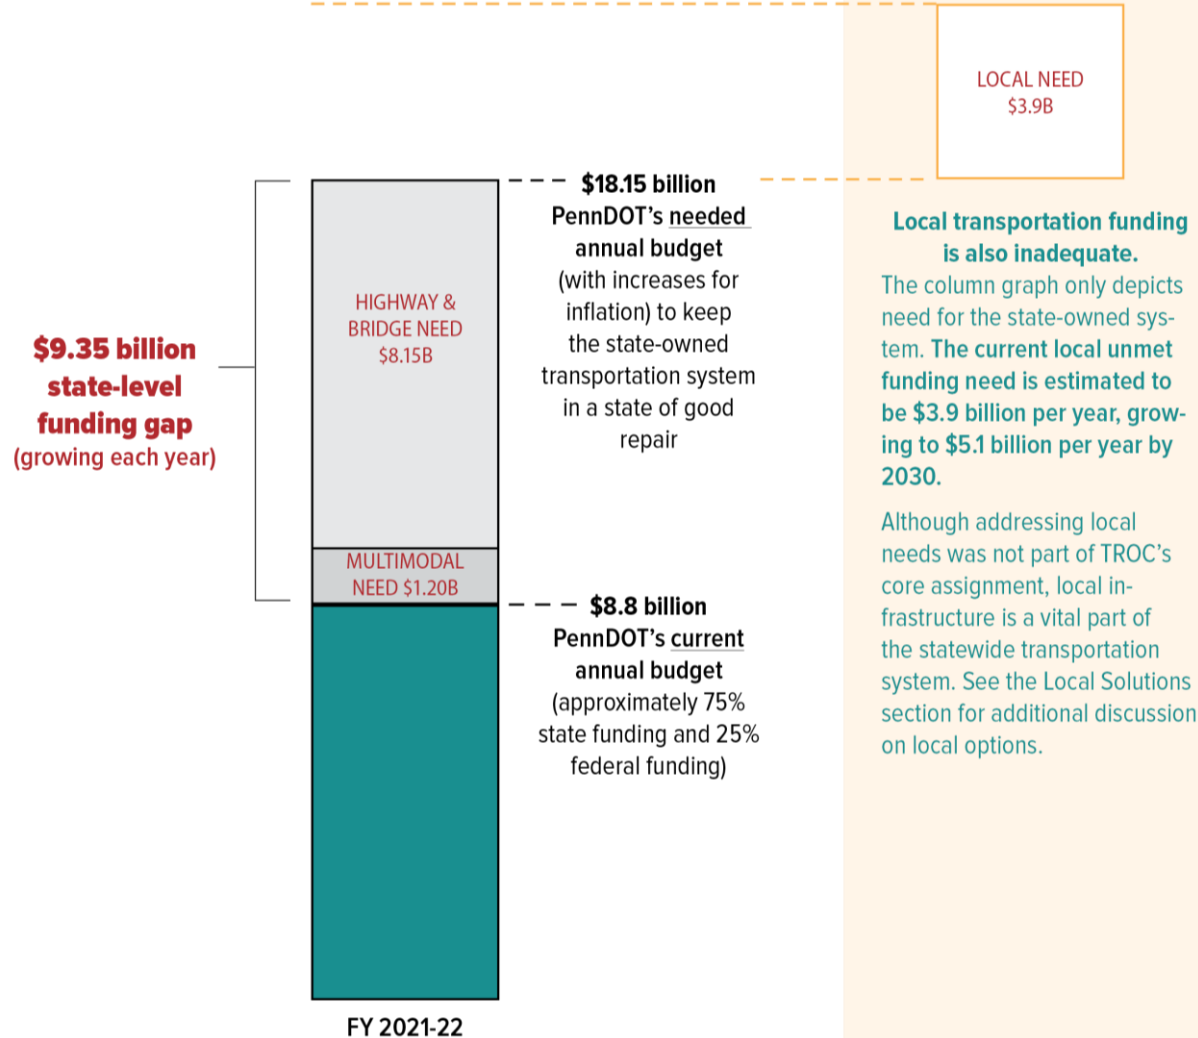 LOCAL NEED
$3.9B
$9.35 billion
state-level
funding gap
(growing each year)
HIGHWAY &
BRIDGE NEED
$8.15B
MULTIMODAL
NEED $1.20B
FY 2021-22
$18.15 billion
PennDOT’s needed
annual budget
(with increases for
inflation) to keep
the state-owned
transportation system
in a state of good
repair
$8.8 billion
PennDOT’s current
annual budget
(approximately 75%
state funding and 25%
federal funding)
Local transportation funding
is also inadequate.
The column graph only depicts
need for the state-owned sys-
tem. The current local unmet
funding need is estimated to
be $3.9 billion per year, grow-
ing to $5.1 billion per year by
2030.
Although addressing local
needs was not part of TROC’s
core assignment, local in-
frastructure is a vital part of
the statewide transportation
system. See the Local Solutions
section for additional discussion
on local options.